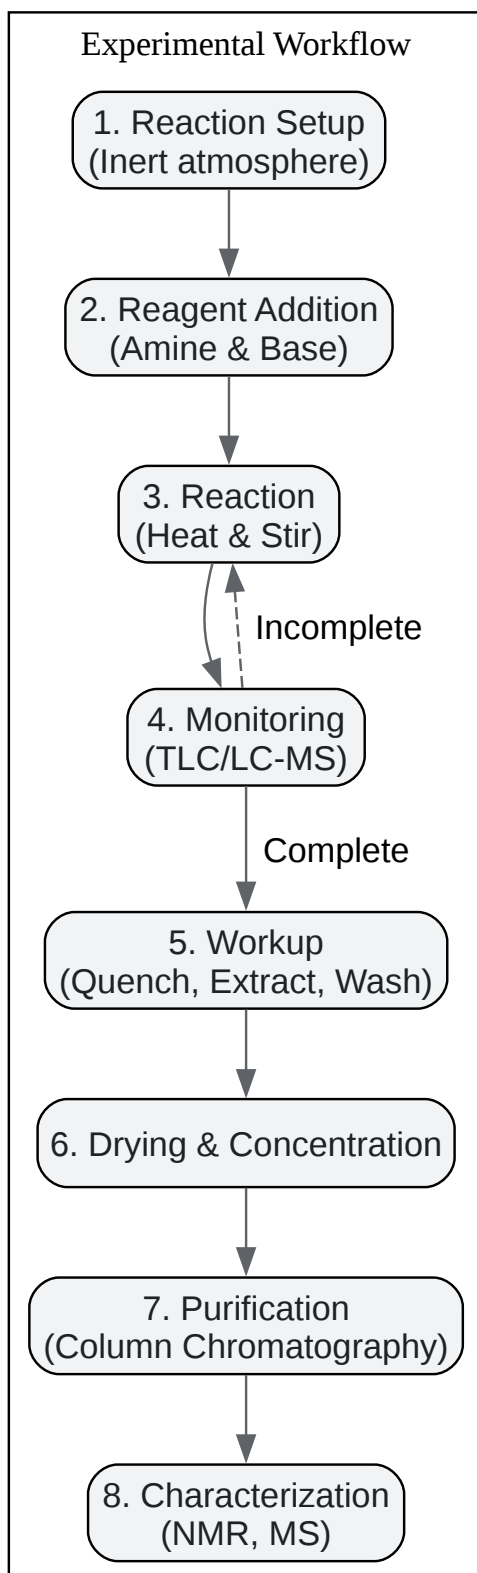 Experimental Workflow
1. Reaction Setup
(Inert atmosphere)
2. Reagent Addition
(Amine & Base)
3. Reaction
(Heat & Stir)
Incomplete
4. Monitoring
(TLC/LC-MS)
Complete
5. Workup
(Quench, Extract, Wash)
6. Drying & Concentration
7. Purification
(Column Chromatography)
8. Characterization
(NMR, MS)